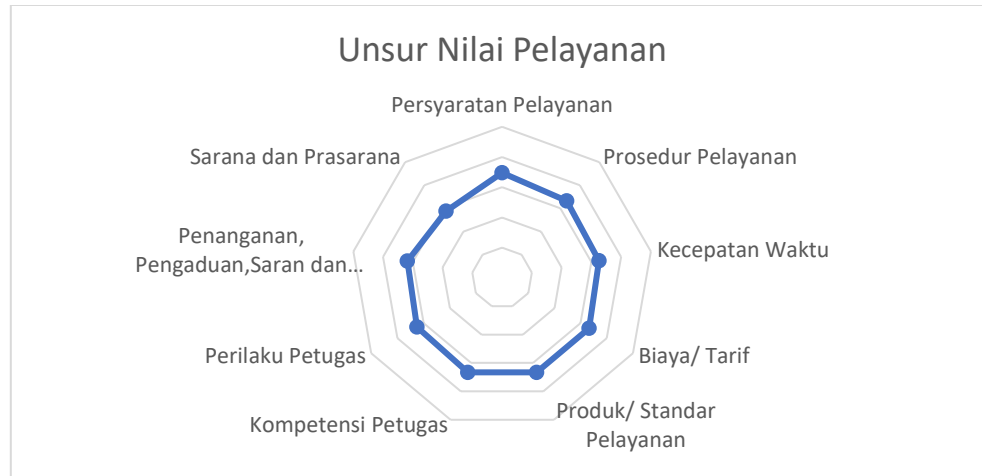 Unsur Nilai Pelayanan
Persyaratan Pelayanan
Prosedur Pelayanan
Kecepatan Waktu
Biaya/ Tarif
Produk/ Standar
Pelayanan
Kompetensi Petugas
Perilaku Petugas
Penanganan,
Pengaduan,Saran dan...
Sarana dan Prasarana